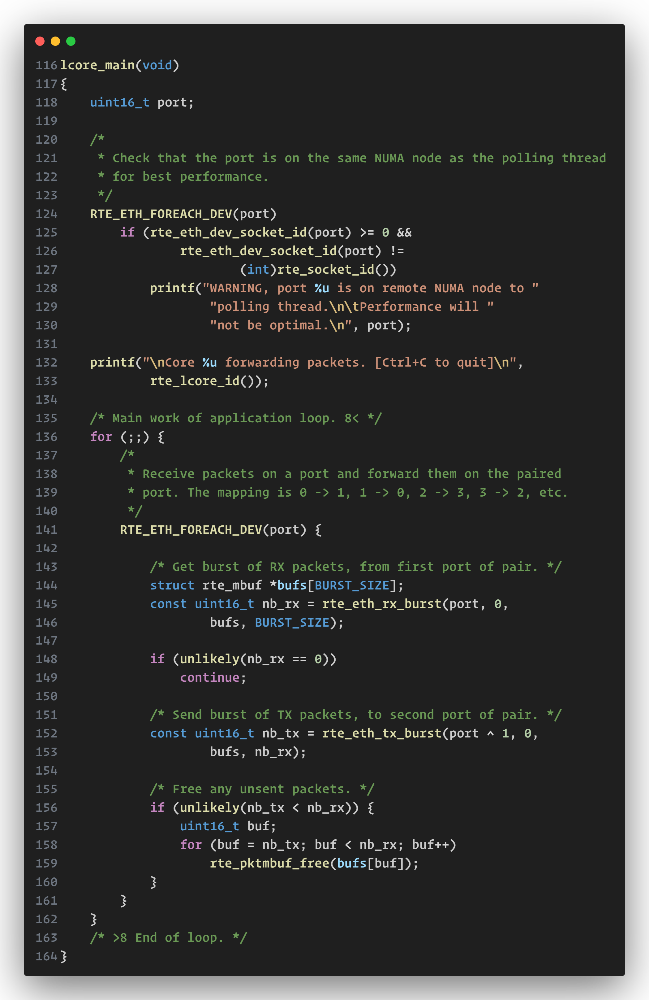 116 lcore_main(void)
117 {
118     uint16_t port;
119
120     /*
121      * Check that the port is on the same NUMA node as the polling thread
122      * for best performance.
123      */
124     RTE_ETH_FOREACH_DEV(port)
125         if (rte_eth_dev_socket_id(port) >= 0 &&
126                 rte_eth_dev_socket_id(port) !=
127                         (int)rte_socket_id())
128             printf("WARNING, port %u is on remote NUMA node to "
129                     "polling thread.\n\tPerformance will "
130                     "not be optimal.\n", port);
131
132     printf("\nCore %u forwarding packets. [Ctrl+C to quit]\n",
133             rte_lcore_id());
134
135     /* Main work of application loop. 8< */
136     for (;;) {
137         /*
138          * Receive packets on a port and forward them on the paired
139          * port. The mapping is 0 -> 1, 1 -> 0, 2 -> 3, 3 -> 2, etc.
140          */
141         RTE_ETH_FOREACH_DEV(port) {
142
143             /* Get burst of RX packets, from first port of pair. */
144             struct rte_mbuf *bufs[BURST_SIZE];
145             const uint16_t nb_rx = rte_eth_rx_burst(port, 0,
146                     bufs, BURST_SIZE);
147
148             if (unlikely(nb_rx == 0))
149                 continue;
150
151             /* Send burst of TX packets, to second port of pair. */
152             const uint16_t nb_tx = rte_eth_tx_burst(port ^ 1, 0,
153                     bufs, nb_rx);
154
155             /* Free any unsent packets. */
156             if (unlikely(nb_tx < nb_rx)) {
157                 uint16_t buf;
158                 for (buf = nb_tx; buf < nb_rx; buf++)
159                     rte_pktmbuf_free(bufs[buf]);
160             }
161         }
162     }
163     /* >8 End of loop. */
164 }